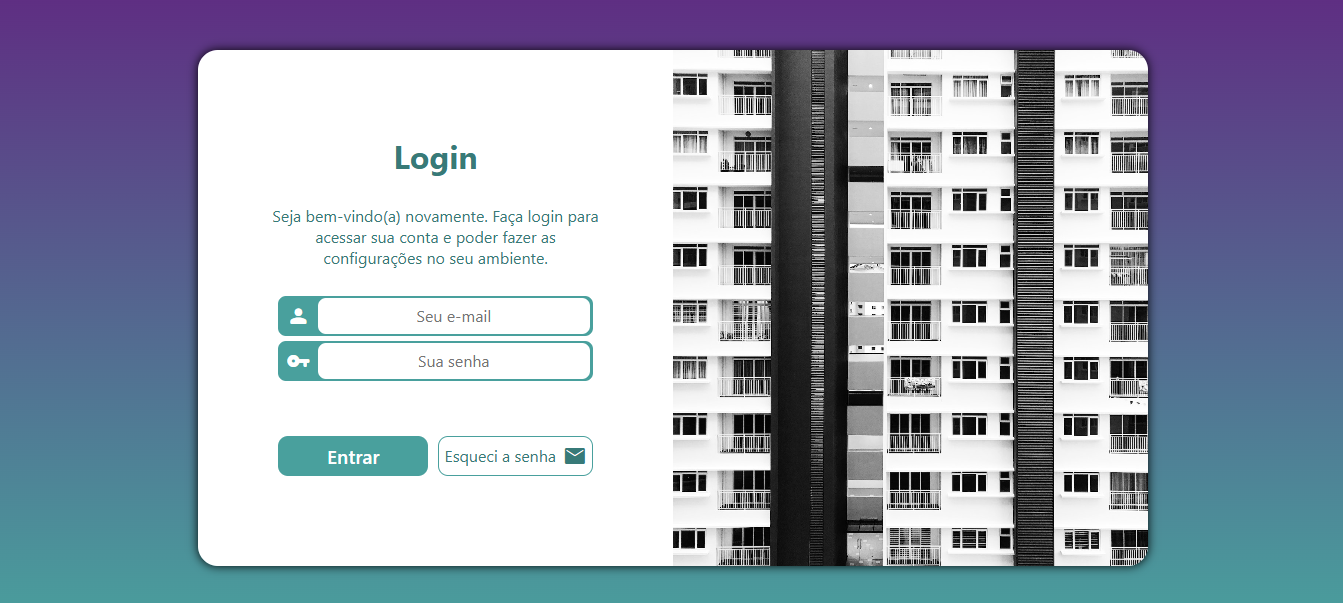 Login
Seja bem-vindo(a) novamente. Faça login para
acessar sua conta e poder fazer as
configurações no seu ambiente.
Seu e-mail
Sua senha
Entrar
Esqueci a senha